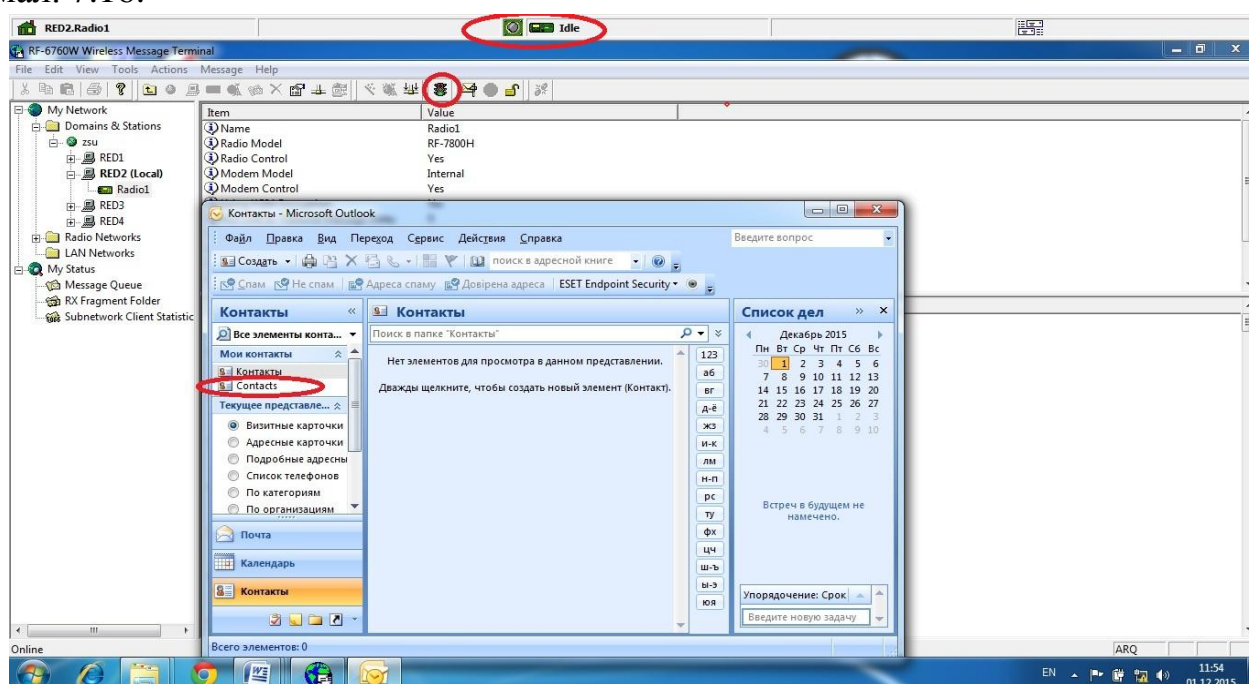 RED2.Radio1
Idle
RF-6760W Wireless Message Terminal
File Edit View Tools Actions Message Help
My Network
Domains & Stations
zsu
RED1
RED2 (Local)
Radio1
RED3
RED4
Radio Networks
LAN Networks
My Status
Message Queue
RX Fragment Folder
Subnetwork Client Statistic
Item Value
Name Radio1
Radio Model RF-7800H
Radio Control Yes
Modem Model Internal
Modem Control Yes
Контакты - Microsoft Outlook
Файл Правка Вид Переход Сервис Действия Справка
Введите вопрос
Создать
поиск в адресной книге
Спам Не спам Адреса спаму Довірена адреса ESET Endpoint Security
Контакты
Все элементы конта...
Мои контакты
Контакты
Contacts
Текущее представле...
Визитные карточки
Адресные карточки
Подробные адресны
Список телефонов
По категориям
По организациям
Почта
Календарь
Контакты
Контакты
Поиск в папке "Контакты"
Нет элементов для просмотра в данном представлении.
Дважды щелкните, чтобы создать новый элемент (Контакт).
123
аб
вг
д-ё
жз
и-к
лм
н-п
рс
ту
фх
цч
ш-ъ
ы-э
юя
Список дел
Декабрь 2015
Пн Вт Ср Чт Пт Сб Вс
30 1 2 3 4 5 6
7 8 9 10 11 12 13
14 15 16 17 18 19 20
21 22 23 24 25 26 27
28 29 30 31 1 2 3
4 5 6 7 8 9 10
Встреч в будущем не
намечено.
Упорядочение: Срок
Введите новую задачу
Всего элементов: 0
Online
ARQ
EN
11:54
01.12.2015